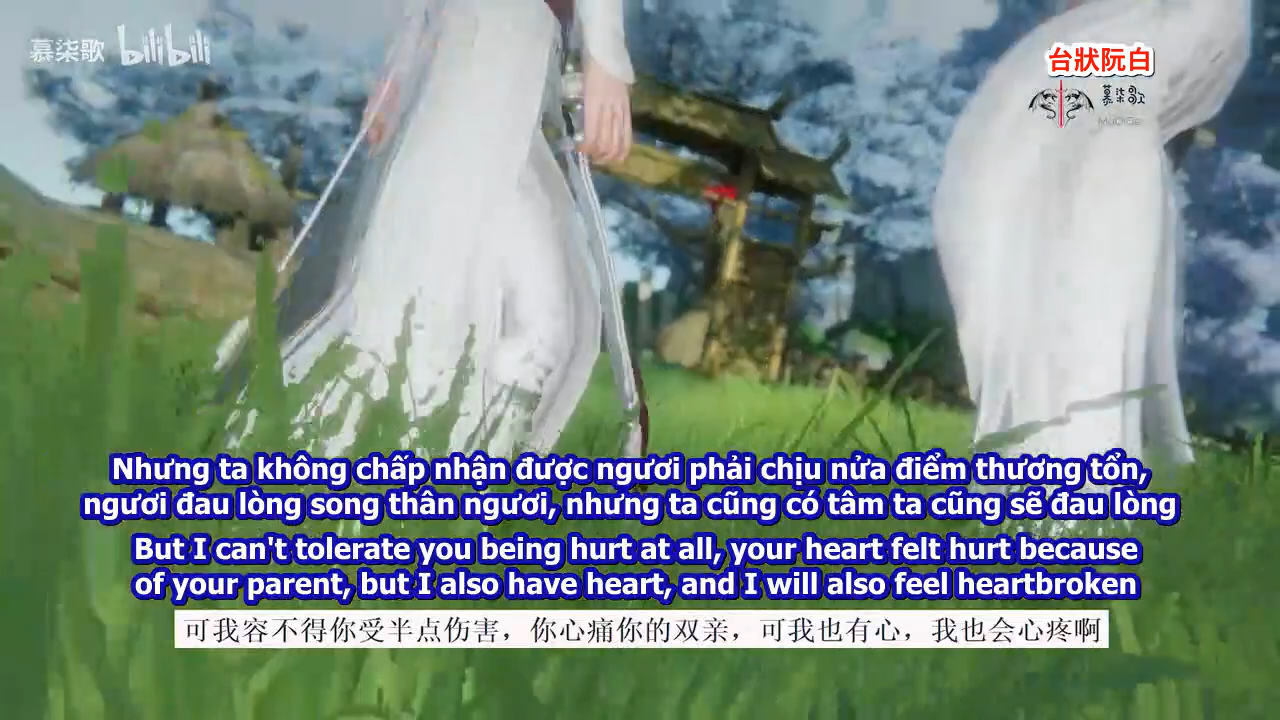 慕柒歌 bilibili
台狀阮白
慕柒歌
Nhưng ta không chấp nhận được ngươi phải chịu nửa điểm thương tổn,
ngươi đau lòng song thân ngươi, nhưng ta cũng có tâm ta cũng sẽ đau lòng
But I can't tolerate you being hurt at all, your heart felt hurt because
of your parent, but I also have heart, and I will also feel heartbroken
可我容不得你受半点伤害，你心痛你的双亲，可我也有心，我也会心疼啊